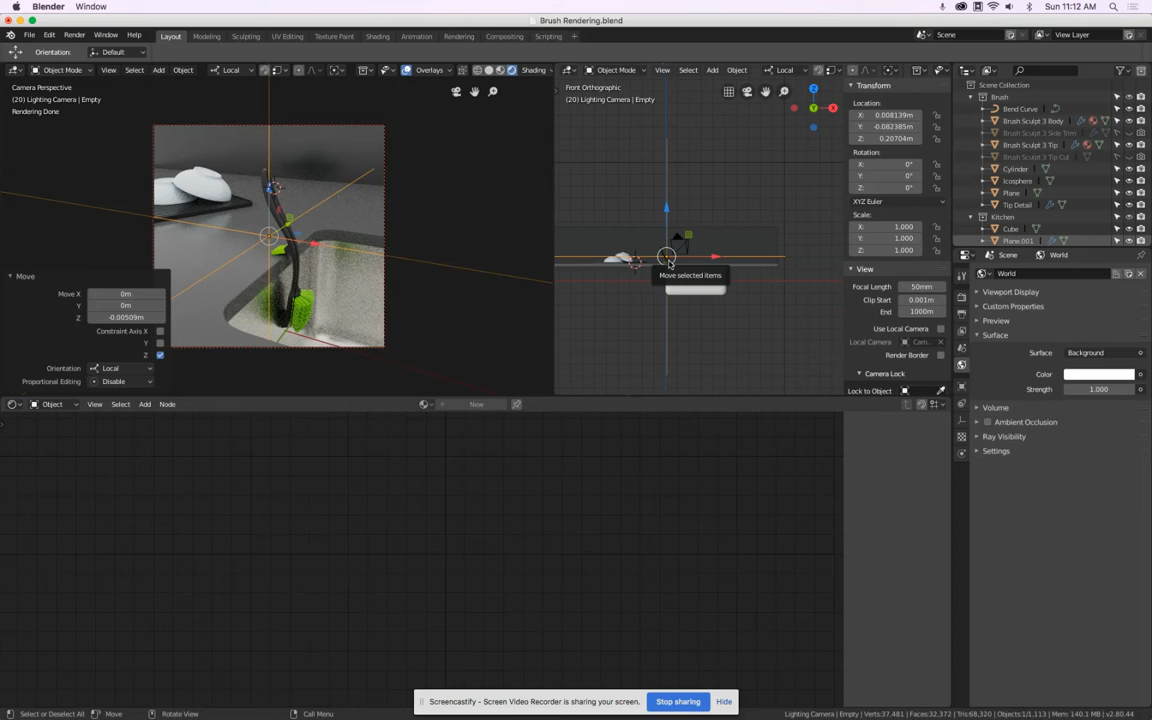 Blender Window Sun 11:12 AM
Brush Rendering.blend
File Edit Render Window Help Layout Modeling Sculpting UV Editing Texture Paint Shading Animation Rendering Compositing Scripting Scene View Layer
Orientation: Default
Object Mode View Select Add Object Local Overlays Shading Object Mode View Select Add Object Local
Camera Perspective
(20) Lighting Camera | Empty
Rendering Done
Front Orthographic
(20) Lighting Camera | Empty
Move selected items
Move
Move X 0m
Y 0m
Z -0.00509m
Constraint Axis X
Y
Z
Orientation Local
Proportional Editing Disable
Transform
Location:
X: 0.008139m
Y: -0.082385m
Z: 0.20704m
Rotation:
X: 0°
Y: 0°
Z: 0°
XYZ Euler
Scale:
X: 1.000
Y: 1.000
Z: 1.000
View
Focal Length 50mm
Clip Start 0.001m
End 1000m
Use Local Camera
Local Camera Cam...
Render Border
Camera Lock
Lock to Object
Scene Collection
Brush
Bend Curve
Brush Sculpt 3 Body
Brush Sculpt 3 Side Trim
Brush Sculpt 3 Tip
Brush Sculpt 3 Tip Cut
Cylinder
Icosphere
Plane
Tip Detail
Kitchen
Cube
Plane.001
Scene World
World
Viewport Display
Custom Properties
Preview
Surface
Surface Background
Color
Strength 1.000
Volume
Ambient Occlusion
Ray Visibility
Settings
Object View Select Add Node New
Screencastify - Screen Video Recorder is sharing your screen. Stop sharing Hide
Select or Deselect All Move Rotate View Call Menu Lighting Camera | Empty | Verts:37,481 | Faces:32,372 | Tris:68,320 | Objects:1/1,113 | Mem: 140.1 MB | v2.80.44